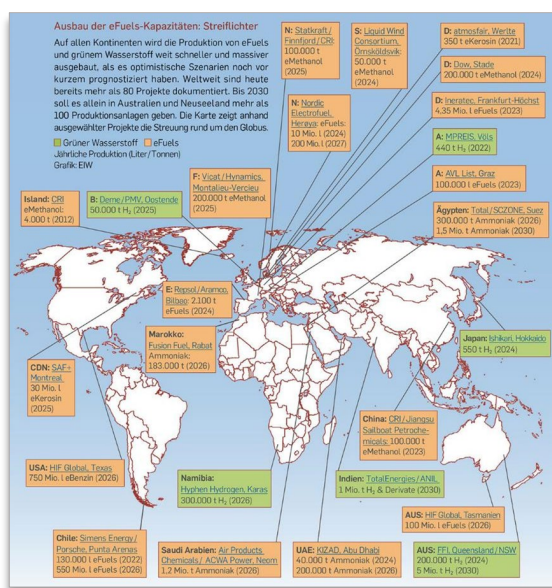 Ausbau der eFuels-Kapazitäten: Streiflichter
Auf allen Kontinenten wird die Produktion von eFuels
und grünem Wasserstoff weit schneller und massiver
ausgebaut, als es optimistische Szenarien noch vor
kurzem prognostiziert haben. Weltweit sind heute
bereits mehr als 80 Projekte dokumentiert. Bis 2030
soll es allein in Australien und Neuseeland mehr als
100 Produktionsanlagen geben. Die Karte zeigt anhand
ausgewählter Projekte die Streuung rund um den Globus.
Grüner Wasserstoff eFuels
Jährliche Produktion (Liter/Tonnen)
Grafik: EIW
N: Statkraft/
Finnfjord/CRI:
100.000 t
eMethanol
(2025)
S: Liquid Wind
Consortium,
Örnsköldsvik:
50.000 t
eMethanol
(2024)
D: atmosfair, Werlte
350 t eKerosin (2021)
D: Dow, Stade
200.000 t eMethanol (2024)
N: Nordic
Electrofuel,
Herøya: eFuels:
10 Mio. l (2024)
200 Mio. l (2027)
D: Ineratec, Frankfurt-Höchst
4,35 Mio. l eFuels (2023)
A: MPREIS, Völs
440 t H₂ (2022)
F: Vicat/Hynamics,
Montalieu-Vercieu
200.000 t eMethanol
(2025)
A: AVL List, Graz
100.000 l eFuels (2023)
Island: CRI
eMethanol:
4.000 t (2012)
B: Deme/PMV, Oostende
50.000 t H₂ (2025)
Ägypten: Total/SCZONE, Suez
300.000 t Ammoniak (2026)
1,5 Mio. t Ammoniak (2030)
E: Repsol/Aramco,
Bilbao: 2.100 t
eFuels (2024)
Marokko:
Fusion Fuel, Rabat
Ammoniak:
183.000 t (2026)
Japan: Ishikari, Hokkaido
550 t H₂ (2024)
CDN: SAF+
Montreal,
30 Mio. l
eKerosin
(2025)
China: CRI/Jiangsu
Sailboat Petroche-
micals: 100.000 t
eMethanol
(2023)
USA: HIF Global, Texas
750 Mio. l eBenzin (2026)
Namibia:
Hyphen Hydrogen, Karas
300.000 t H₂ (2026)
Indien: TotalEnergies/ANIL,
1 Mio. t H₂ & Derivate (2030)
AUS: HIF Global, Tasmanien
100 Mio. l eFuels (2026)
Chile: Simens Energy/
Porsche, Punta Arenas
130.000 l eFuels (2022)
550 Mio. l eFuels (2026)
Saudi Arabien: Air Products
Chemicals/ ACWA Power, Neom
1,2 Mio. t Ammoniak (2026)
UAE: KIZAD, Abu Dhabi
40.000 t Ammoniak (2024)
200.000 t Ammoniak (2026)
AUS: FFI, Queensland/NSW
200.000 t H₂ (2024)
5 Mio. t H₂ (2030)